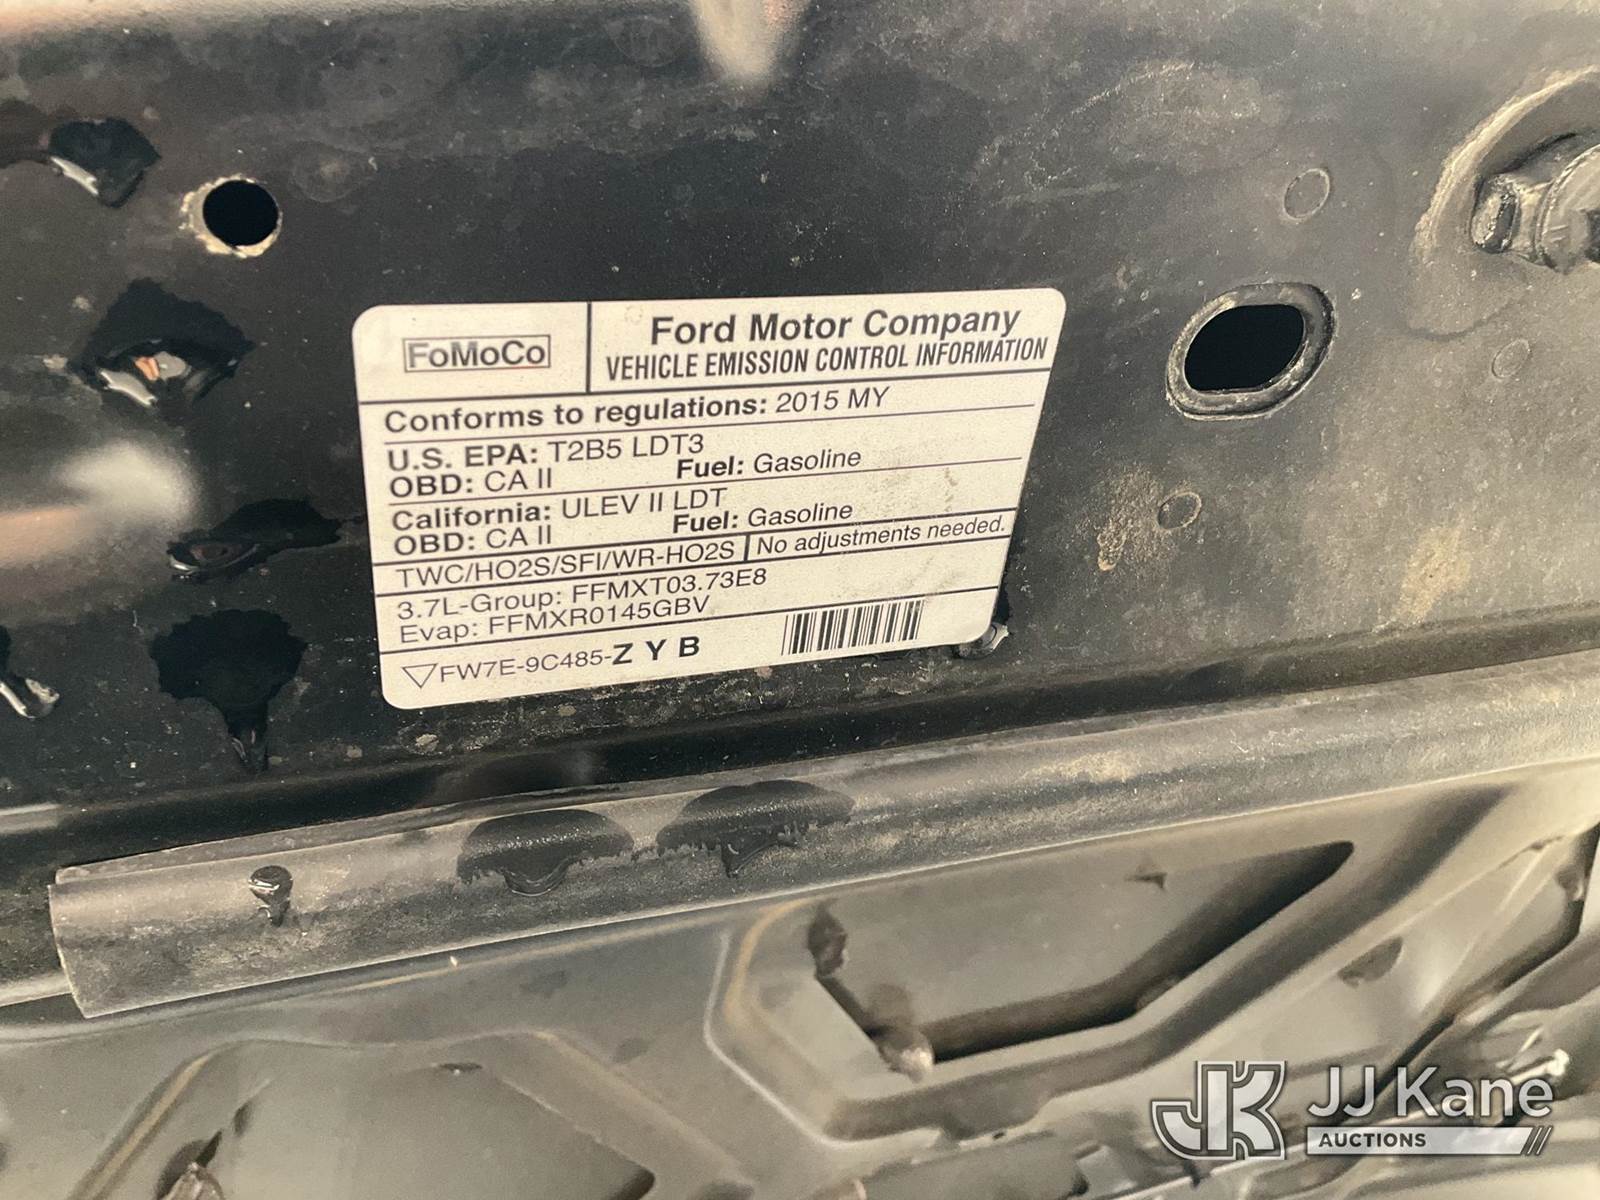 FoMoCo
Ford Motor Company
VEHICLE EMISSION CONTROL INFORMATION
Conforms to regulations: 2015 MY
U.S. EPA: T2B5 LDT3
OBD: CA II Fuel: Gasoline
California: ULEV II LDT
OBD: CA II Fuel: Gasoline
TWC/HO2S/SFI/WR-HO2S No adjustments needed.
3.7L-Group: FFMXT03.73E8
Evap: FFMXR0145GBV
FW7E-9C485-ZYB
JK JJ Kane
AUCTIONS